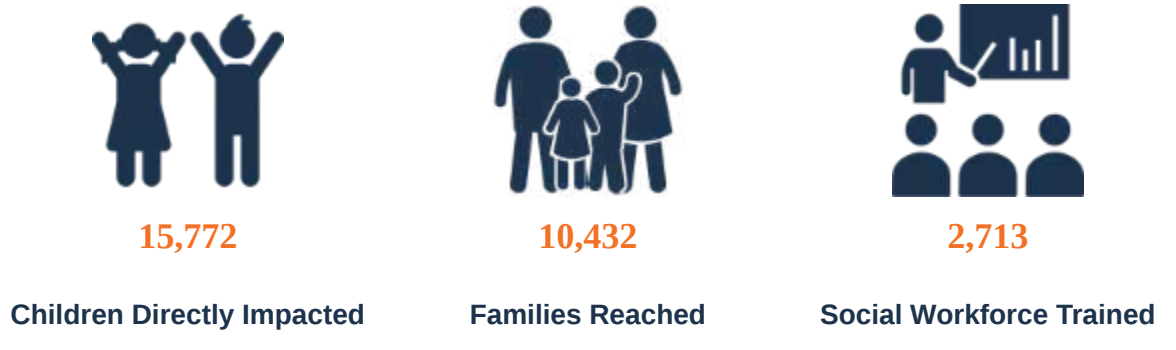 15,772
10,432
2,713
Children Directly Impacted
Families Reached
Social Workforce Trained